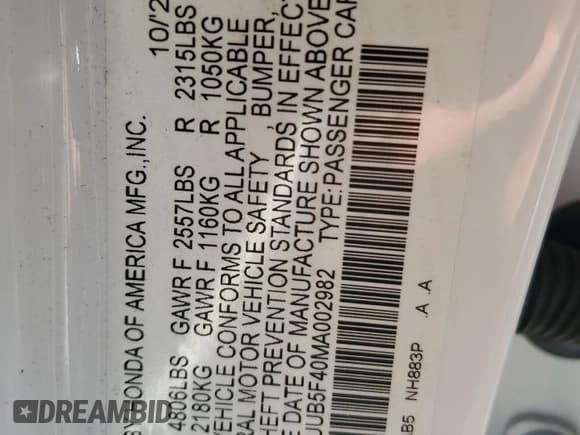 HONDA OF AMERICA MFG.,INC. 10/'2
4806LBS GAWR F 2557LBS R 2315LBS
2180KG GAWR F 1160KG R 1050KG
VEHICLE CONFORMS TO ALL APPLICABLE
RAL MOTOR VEHICLE SAFETY , BUMPER,
HEFT PREVENTION STANDARDS IN EFFECT
E DATE OF MANUFACTURE SHOWN ABOVE
UUB5F40MA002982 TYPE:PASSENGER CAR
AB5 NH883P .A .A
DREAMBID